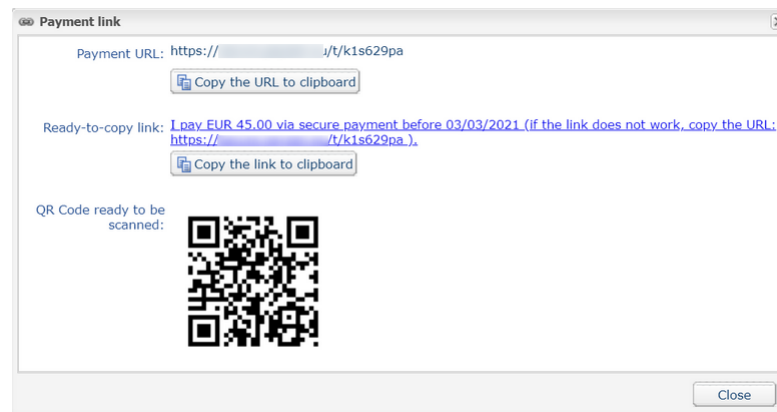 Payment link
Payment URL: https:// /t/k1s629pa
Copy the URL to clipboard
Ready-to-copy link: I pay EUR 45.00 via secure payment before 03/03/2021 (if the link does not work, copy the URL:
https:// /t/k1s629pa ).
Copy the link to clipboard
QR Code ready to be
scanned:
Close